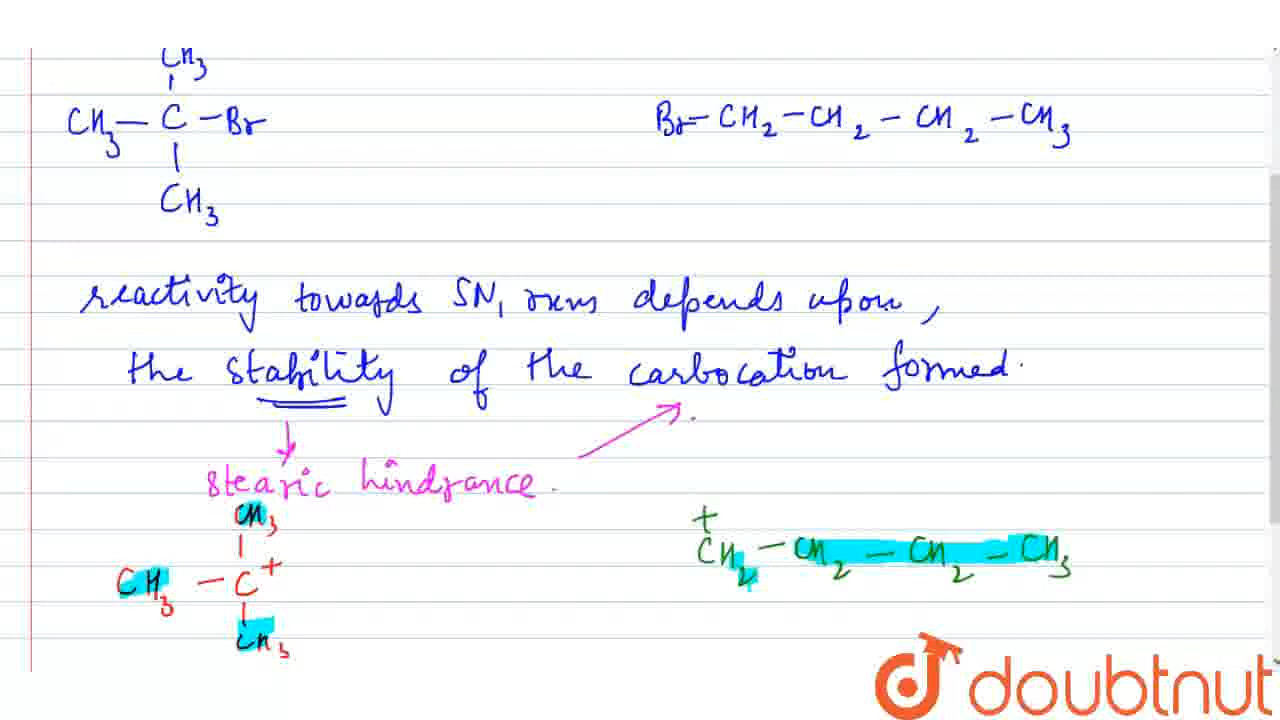 CH3
CH3 — C — Br
CH3
Br — CH2 — CH2 — CH2 — CH3
reactivity towards SN1 rxns depends upon,
the stability of the carbocation formed.
stearic hindrance.
CH3
CH3 — C+
CH3
+
CH2 — CH2 — CH2 — CH3
doubtnut